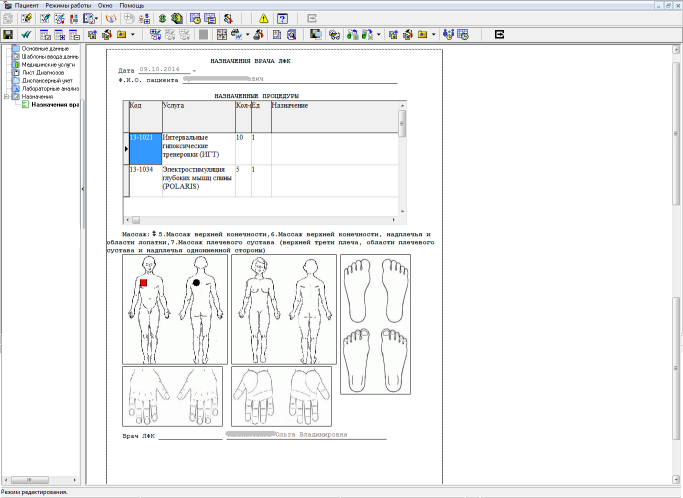 Пациент Режимы работы Окно Помощь
Основные данные
Шаблоны ввода данных
Медицинские услуги
Лист Диагнозов
Диспансерный учет
Лабораторные анализ
Назначения
Назначения вра
НАЗНАЧЕНИЯ ВРАЧА ЛФК
Дата 09.10.2014
Ф.И.О. пациента вич
НАЗНАЧЕННЫЕ ПРОЦЕДУРЫ
Код Услуга Кол- Ед Назначение
13-1021 Интервальные гипоксические тренировки (ИГТ) 10 1
13-1034 Электростимуляция глубоких мышц спины (POLARIS) 5 1
Массаж: 5.Массаж верхней конечности,6.Массаж верхней конечности, надплечья и
области лопатки,7.Массаж плечевого сустава (верхней трети плеча, области плечевого
сустава и надплечья одноименной стороны)
Врач ЛФК Ольга Владимировна
Режим редактирования.